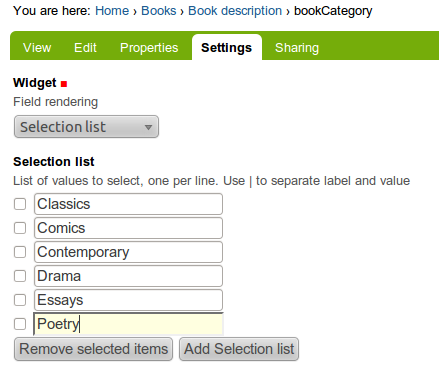 You are here: Home › Books › Book description › bookCategory
View Edit Properties Settings Sharing
Widget
Field rendering
Selection list
Selection list
List of values to select, one per line. Use | to separate label and value
Classics
Comics
Contemporary
Drama
Essays
Poetry
Remove selected items Add Selection list